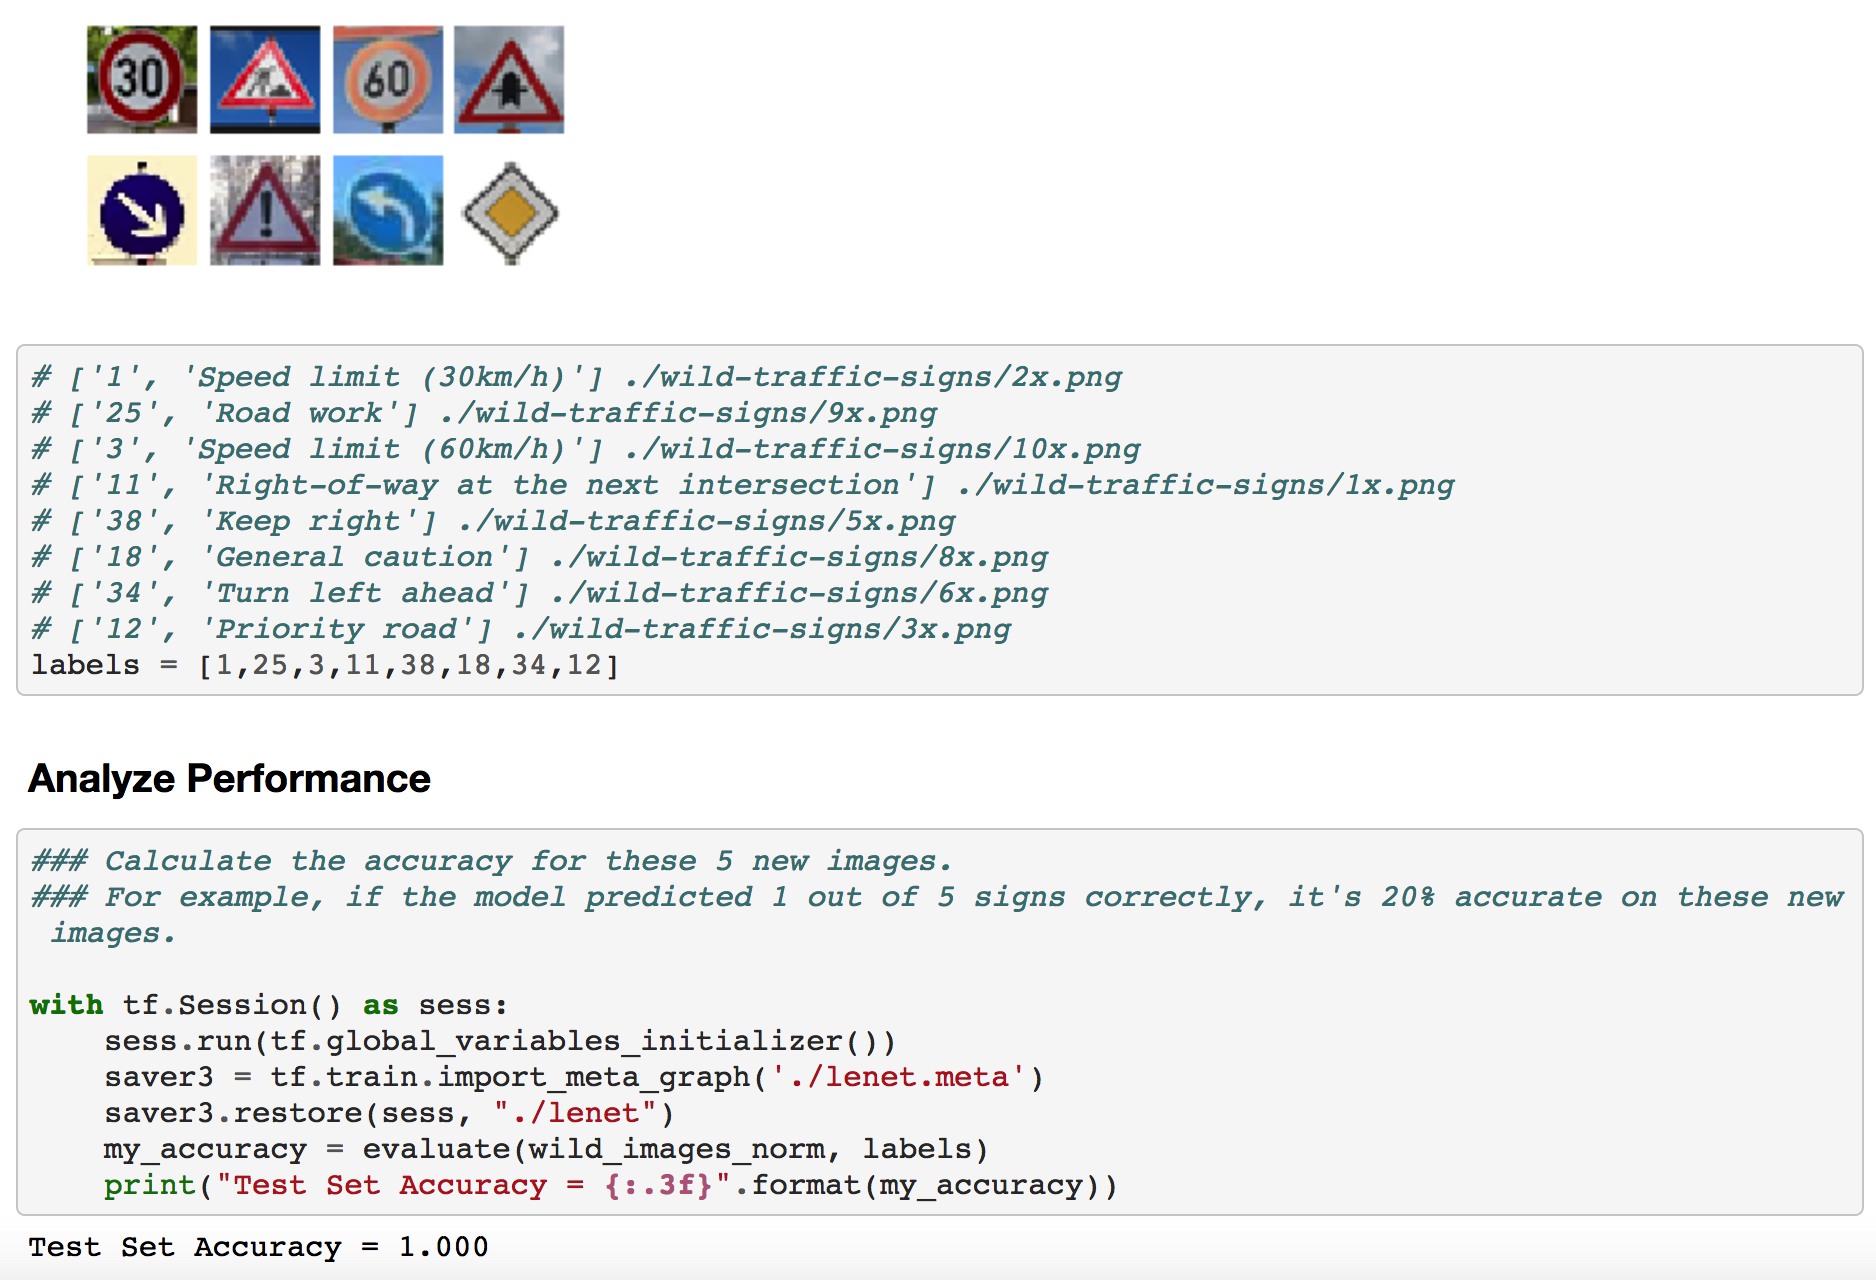 30
60
# ['1', 'Speed limit (30km/h)'] ./wild-traffic-signs/2x.png
# ['25', 'Road work'] ./wild-traffic-signs/9x.png
# ['3', 'Speed limit (60km/h)'] ./wild-traffic-signs/10x.png
# ['11', 'Right-of-way at the next intersection'] ./wild-traffic-signs/1x.png
# ['38', 'Keep right'] ./wild-traffic-signs/5x.png
# ['18', 'General caution'] ./wild-traffic-signs/8x.png
# ['34', 'Turn left ahead'] ./wild-traffic-signs/6x.png
# ['12', 'Priority road'] ./wild-traffic-signs/3x.png
labels = [1,25,3,11,38,18,34,12]
Analyze Performance
### Calculate the accuracy for these 5 new images.
### For example, if the model predicted 1 out of 5 signs correctly, it's 20% accurate on these new
images.
with tf.Session() as sess:
sess.run(tf.global_variables_initializer())
saver3 = tf.train.import_meta_graph('./lenet.meta')
saver3.restore(sess, "./lenet")
my_accuracy = evaluate(wild_images_norm, labels)
print("Test Set Accuracy = {:.3f}".format(my_accuracy))
Test Set Accuracy = 1.000